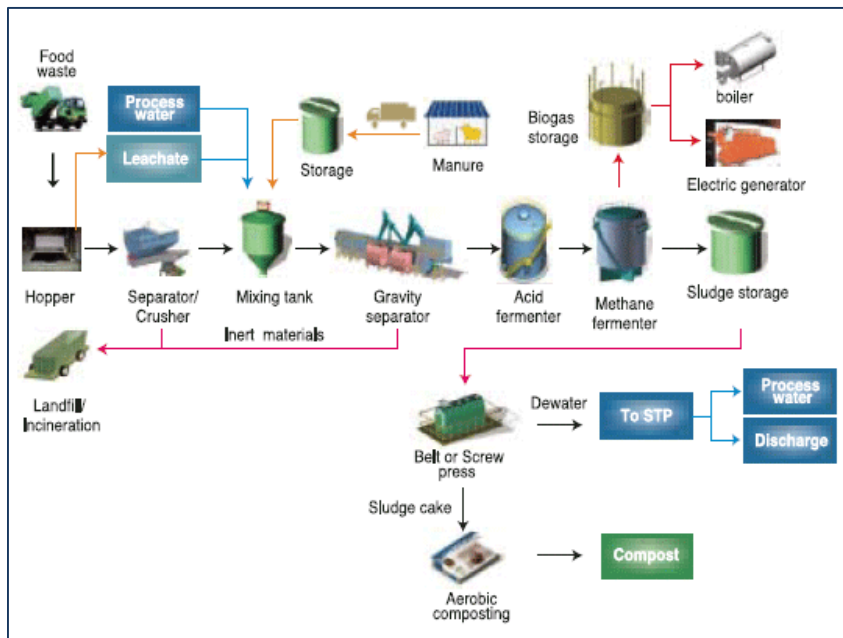 Food
waste
Process
water
Leachate
Storage
Manure
Biogas
storage
boiler
Electric generator
Hopper
Separator/
Crusher
Mixing tank
Gravity
separator
Acid
fermenter
Methane
fermenter
Sludge storage
Inert materials
Landfill/
Incineration
Belt or Screw
press
Dewater
To STP
Process
water
Discharge
Sludge cake
Aerobic
composting
Compost